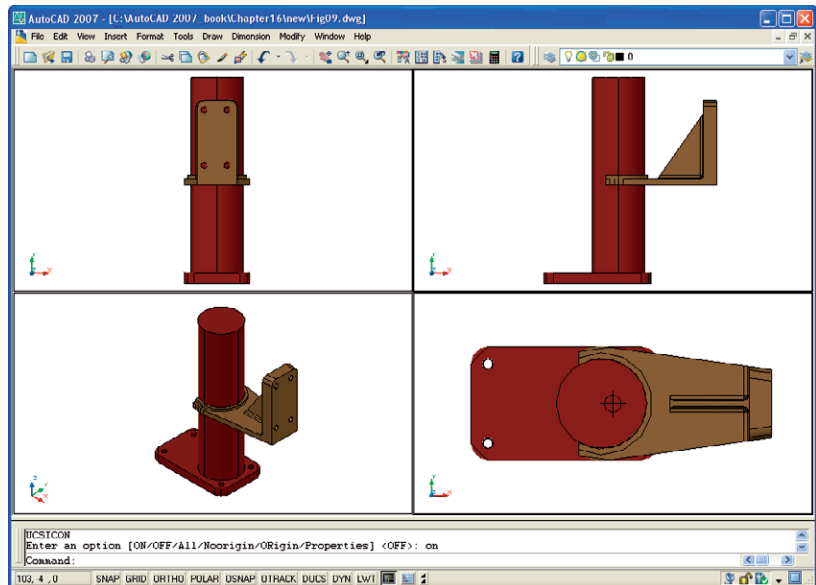 AutoCAD 2007 - [C:\AutoCAD 2007_book\Chapter16\new\Fig09.dwg]
File Edit View Insert Format Tools Draw Dimension Modify Window Help
0
UCSICON
Enter an option [ON/OFF/All/Noorigin/ORigin/Properties] <OFF>: on
Command:
103, 4 ,0 SNAP GRID ORTHO POLAR OSNAP OTRACK DUCS DYN LWT